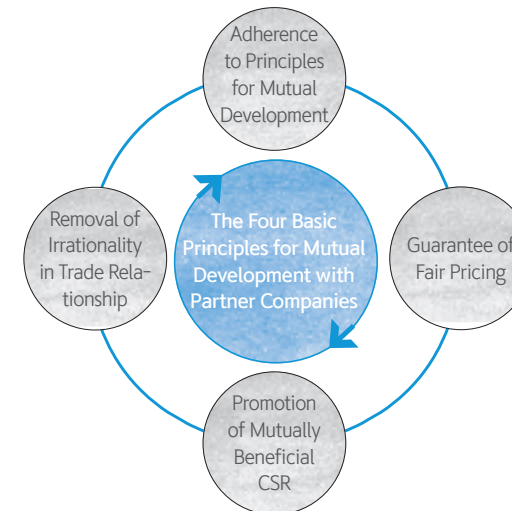 Adherence
to Principles
for Mutual
Development
Removal of
Irrationality
in Trade Rela-
tionship
The Four Basic
Principles for Mutual
Development with
Partner Companies
Guarantee of
Fair Pricing
Promotion
of Mutually
Beneficial
CSR